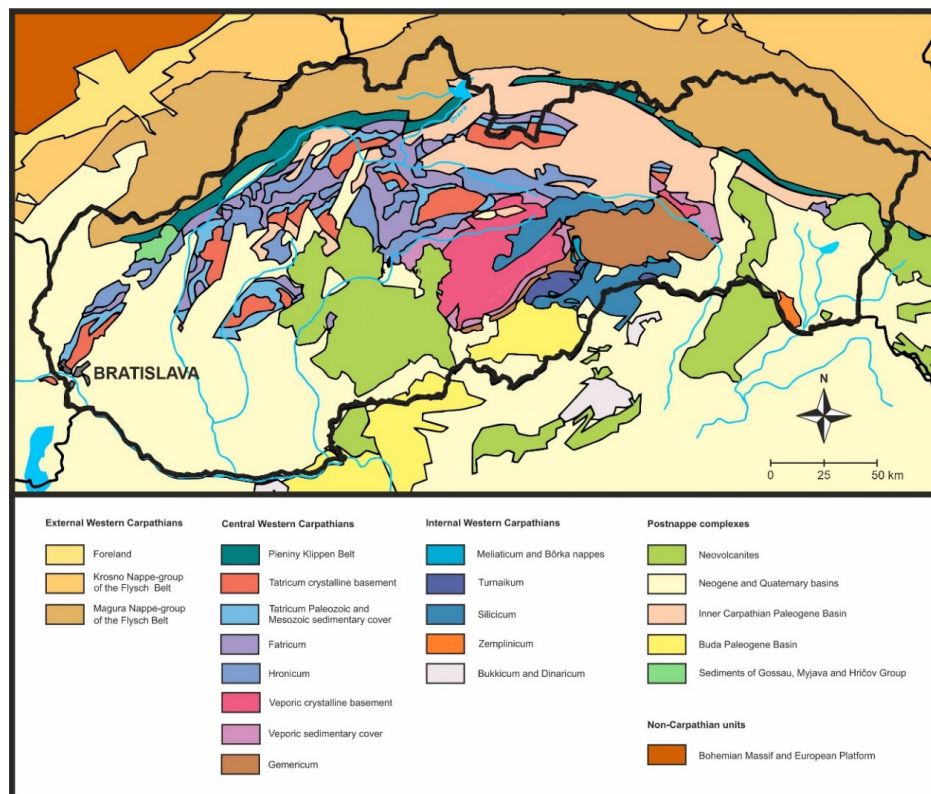 Orava
BRATISLAVA
N
0 25 50 km
External Western Carpathians
Foreland
Krosno Nappe-group
of the Flysch Belt
Magura Nappe-group
of the Flysch Belt
Central Western Carpathians
Pieniny Klippen Belt
Tatricum crystalline basement
Tatricum Paleozoic and
Mesozoic sedimentary cover
Fatricum
Hronicum
Veporic crystalline basement
Veporic sedimentary cover
Gemericum
Internal Western Carpathians
Meliaticum and Bôrka nappes
Turnaikum
Silicicum
Zemplinicum
Bukkicum and Dinaricum
Postnappe complexes
Neovolcanites
Neogene and Quaternary basins
Inner Carpathian Paleogene Basin
Buda Paleogene Basin
Sediments of Gossau, Myjava and Hričov Group
Non-Carpathian units
Bohemian Massif and European Platform